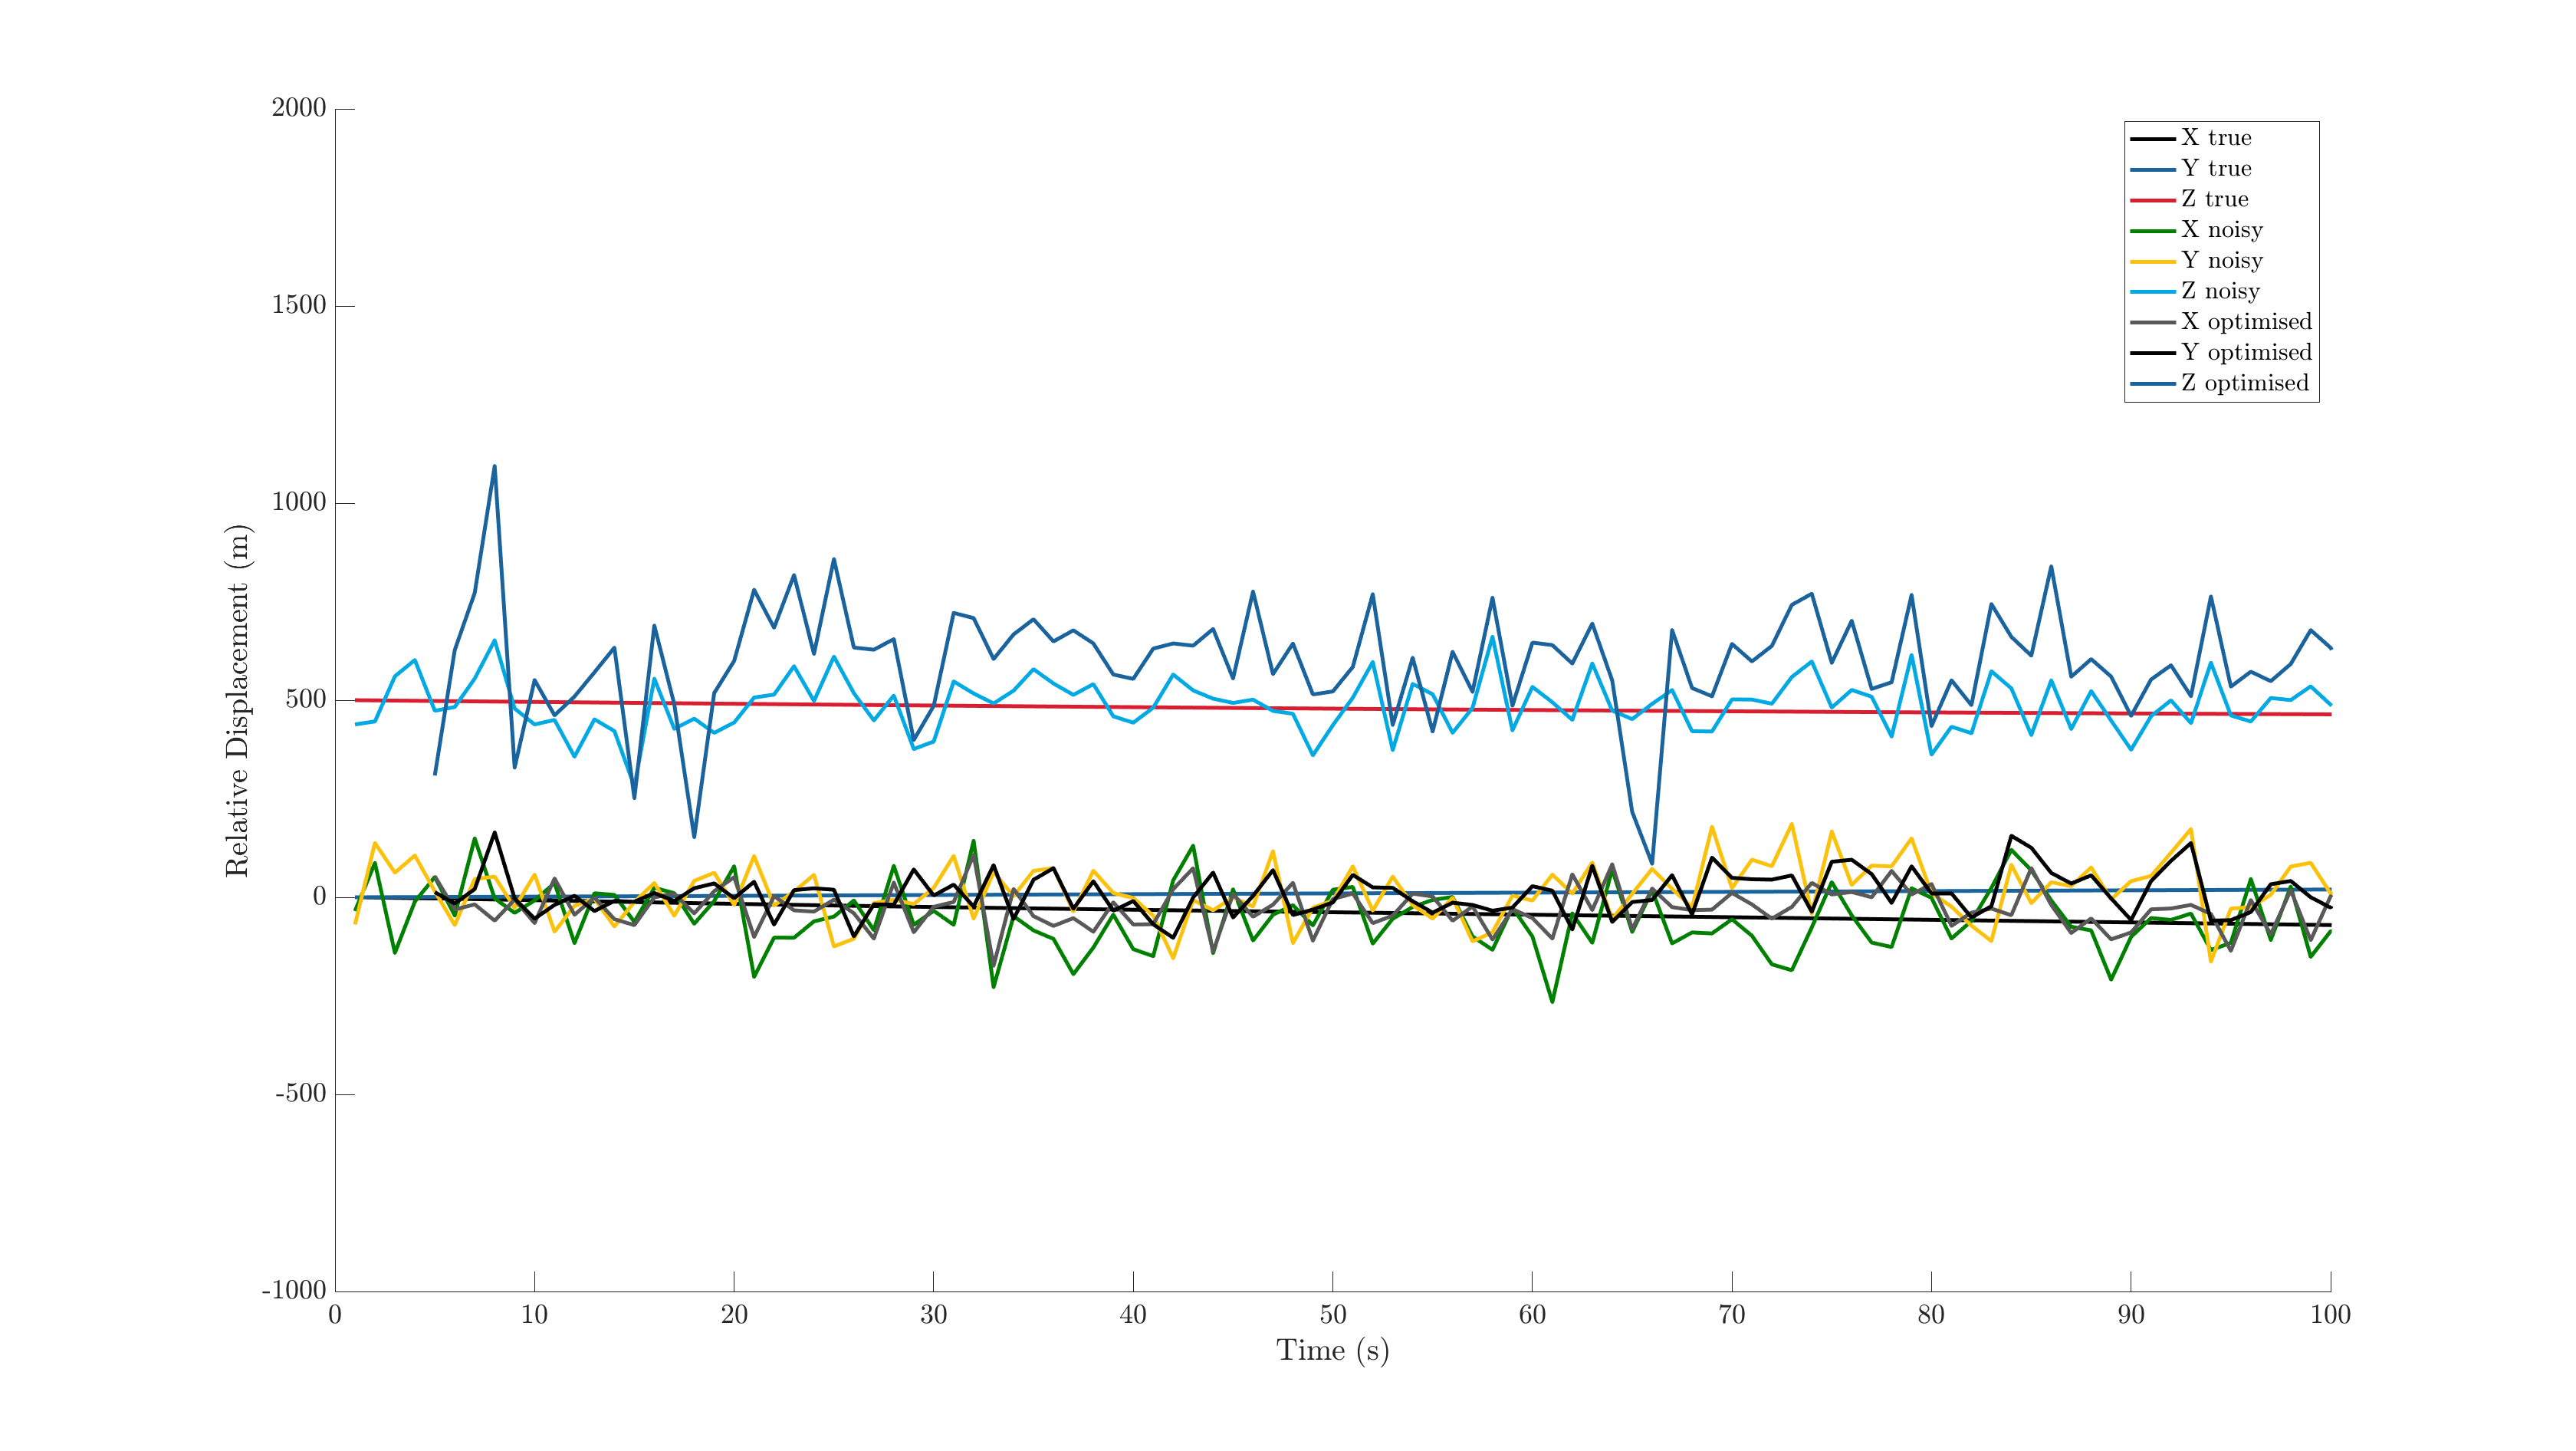 2000
1500
1000
500
0
-500
-1000
0 10 20 30 40 50 60 70 80 90 100
Time (s)
Relative Displacement (m)
X true
Y true
Z true
X noisy
Y noisy
Z noisy
X optimised
Y optimised
Z optimised